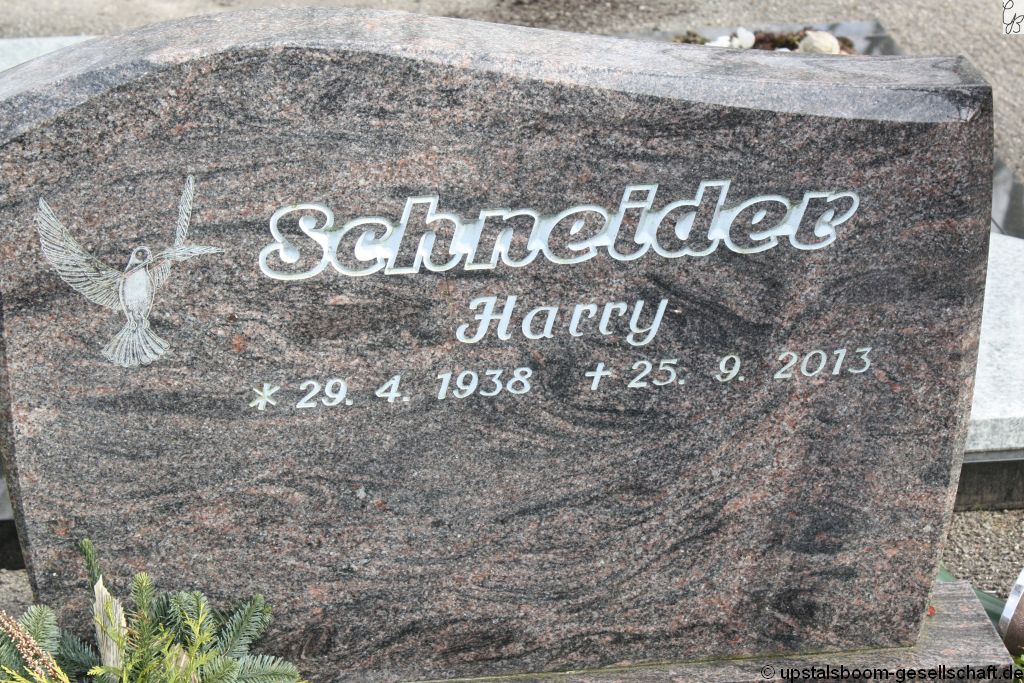 Schneider
Harry
* 29. 4. 1938 + 25. 9. 2013
© upstalsboom-gesellschaft.de